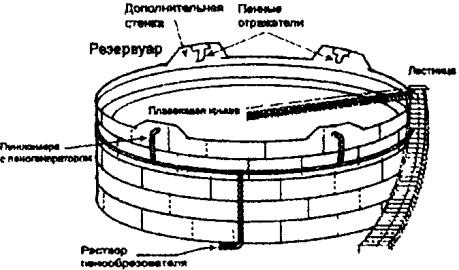 Дополнительная
стенка
Пенные
отражатели
Резервуар
Лестница
Плавающая крыша
Пенокамера
с пеногенератором
Раствор
пенообразователя